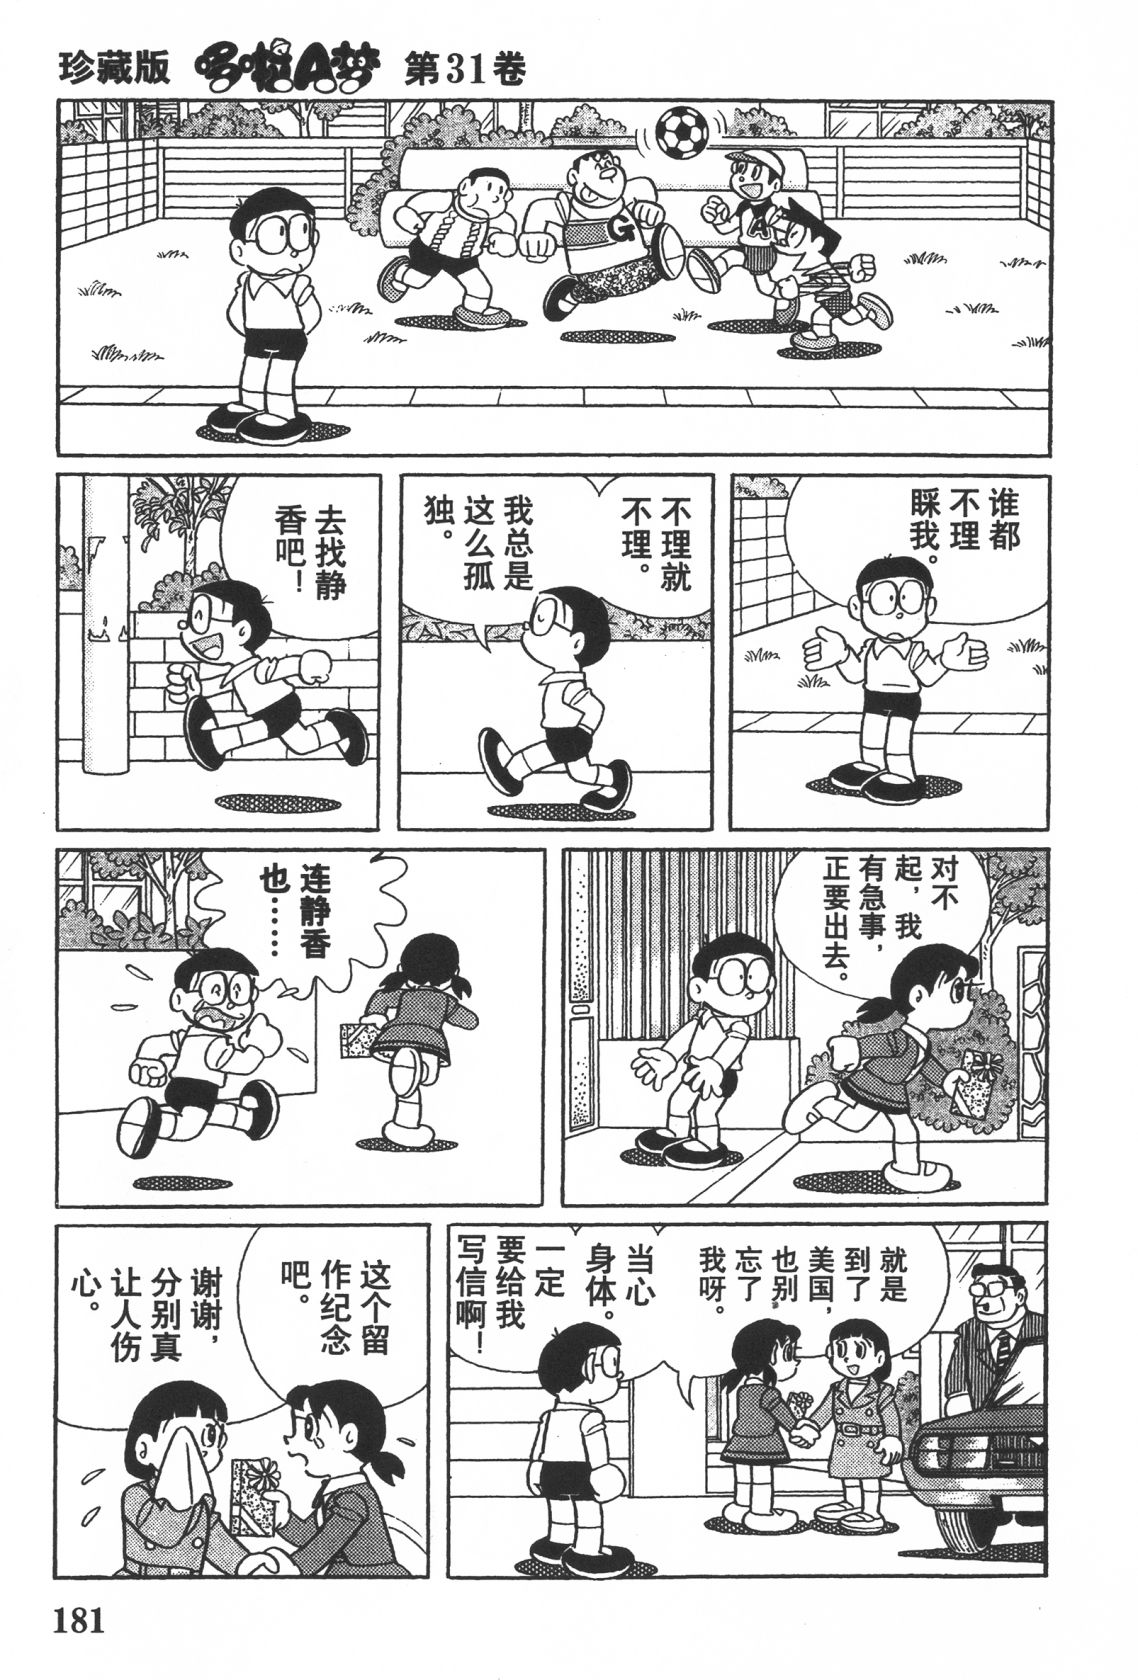 珍藏版 哆啦A梦 第31卷
G
A
谁都
不理
睬我。
不理就
不理。
我总是
这么孤
独。
去找静
香吧！
对不
起，我
有急事，
正要出去。
连静香
也……
就是
到了
美国，
也别
忘了
我呀。
当心
身体。
一定
要给我
写信啊！
这个留
作纪念
吧。
谢谢，
分别真
让人伤
心。
181